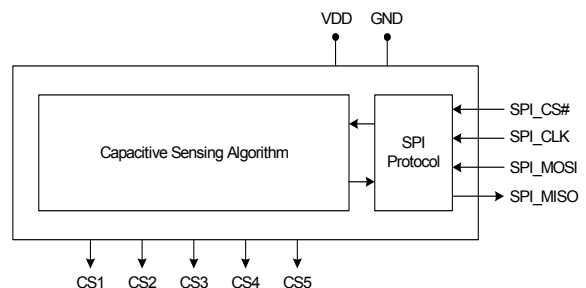 VDD GND
Capacitive Sensing Algorithm
SPI
Protocol
SPI_CS#
SPI_CLK
SPI_MOSI
SPI_MISO
CS1 CS2 CS3 CS4 CS5